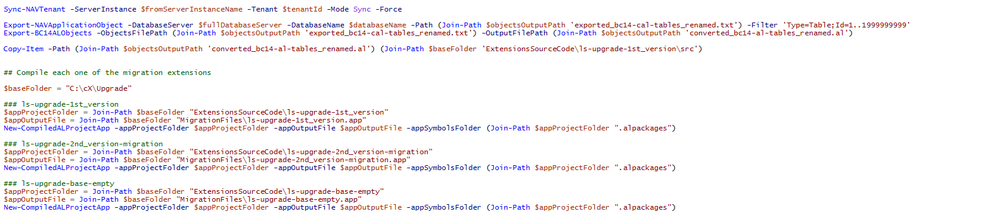 Sync-NAVTenant -ServerInstance $fromServerInstanceName -Tenant $tenantId -Mode Sync -Force
Export-NAVApplicationObject -DatabaseServer $fullDatabaseServer -DatabaseName $databaseName -Path (Join-Path $objectsOutputPath 'exported_bc14-cal-tables_renamed.txt') -Filter 'Type=Table;Id=1..1999999999'
Export-BC14ALObjects -ObjectsFilePath (Join-Path $objectsOutputPath 'exported_bc14-cal-tables_renamed.txt') -OutputFilePath (Join-Path $objectsOutputPath 'converted_bc14-al-tables_renamed.al')
Copy-Item -Path (Join-Path $objectsOutputPath 'converted_bc14-al-tables_renamed.al') (Join-Path $baseFolder 'ExtensionsSourceCode\ls-upgrade-1st_version\src')
## Compile each one of the migration extensions
$baseFolder = "C:\cX\Upgrade"
### ls-upgrade-1st_version
$appProjectFolder = Join-Path $baseFolder "ExtensionsSourceCode\ls-upgrade-1st_version"
$appOutputFile = Join-Path $baseFolder "MigrationFiles\ls-upgrade-1st_version.app"
New-CompiledALProjectApp -appProjectFolder $appProjectFolder -appOutputFile $appOutputFile -appSymbolsFolder (Join-Path $appProjectFolder ".alpackages")
### ls-upgrade-2nd_version-migration
$appProjectFolder = Join-Path $baseFolder "ExtensionsSourceCode\ls-upgrade-2nd_version-migration"
$appOutputFile = Join-Path $baseFolder "MigrationFiles\ls-upgrade-2nd_version-migration.app"
New-CompiledALProjectApp -appProjectFolder $appProjectFolder -appOutputFile $appOutputFile -appSymbolsFolder (Join-Path $appProjectFolder ".alpackages")
### ls-upgrade-base-empty
$appProjectFolder = Join-Path $baseFolder "ExtensionsSourceCode\ls-upgrade-base-empty"
$appOutputFile = Join-Path $baseFolder "MigrationFiles\ls-upgrade-base-empty.app"
New-CompiledALProjectApp -appProjectFolder $appProjectFolder -appOutputFile $appOutputFile -appSymbolsFolder (Join-Path $appProjectFolder ".alpackages")